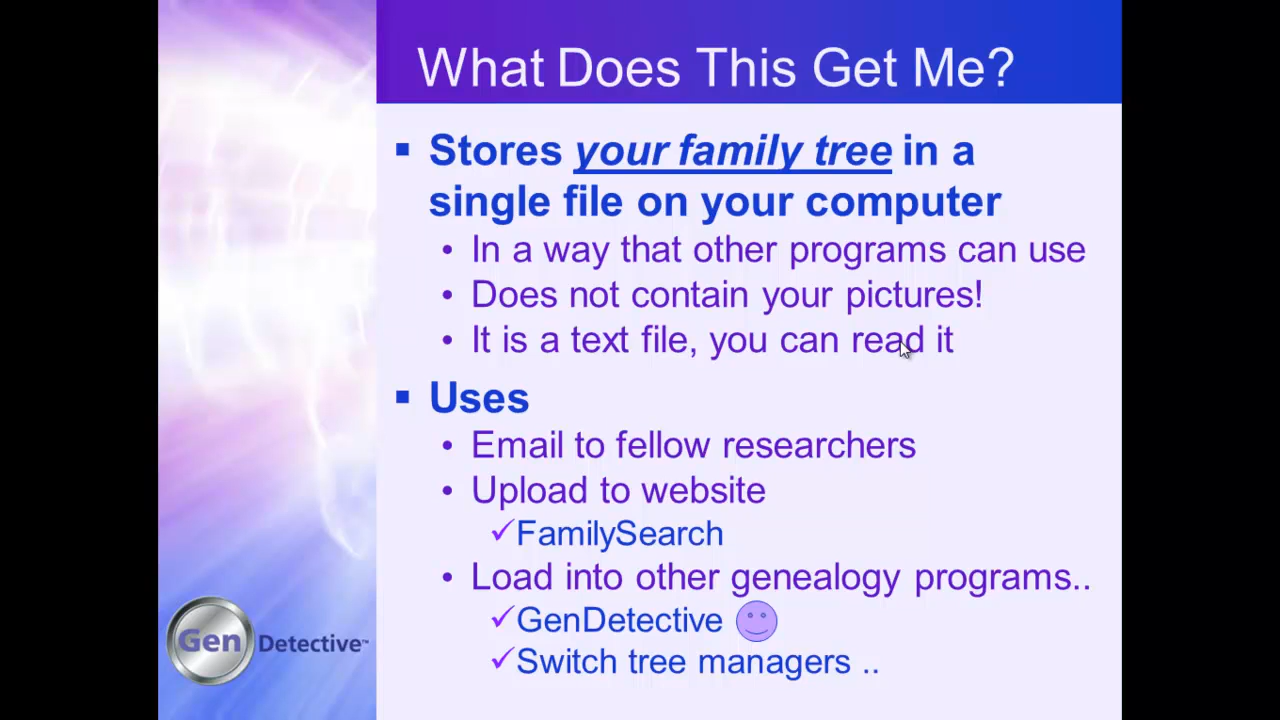 What Does This Get Me?
▪ Stores your family tree in a
single file on your computer
• In a way that other programs can use
• Does not contain your pictures!
• It is a text file, you can read it
▪ Uses
• Email to fellow researchers
• Upload to website
✓FamilySearch
• Load into other genealogy programs..
✓GenDetective
✓Switch tree managers ..
Gen Detective™